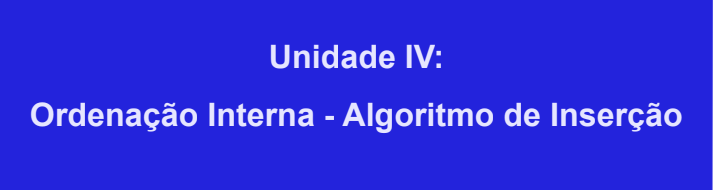 Unidade IV:
Ordenação Interna - Algoritmo de Inserção